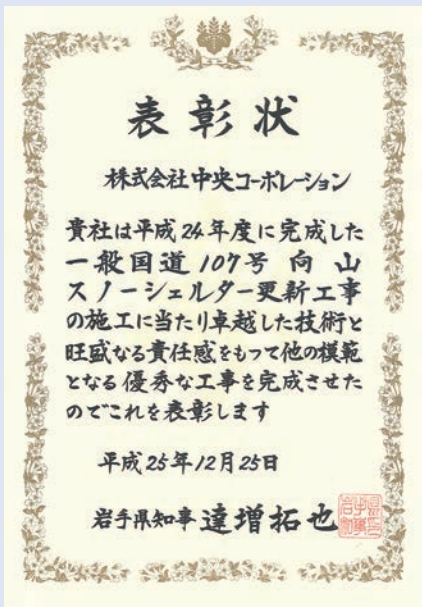 表彰状
株式会社中央コーポレーション
貴社は平成24年度に完成した
一般国道107号向山
スノーシェルター更新工事
の施工に当たり卓越した技術と
旺盛なる責任感をもって他の模範
となる優秀な工事を完成させた
のでこれを表彰します
平成25年12月25日
岩手県知事 達増拓也